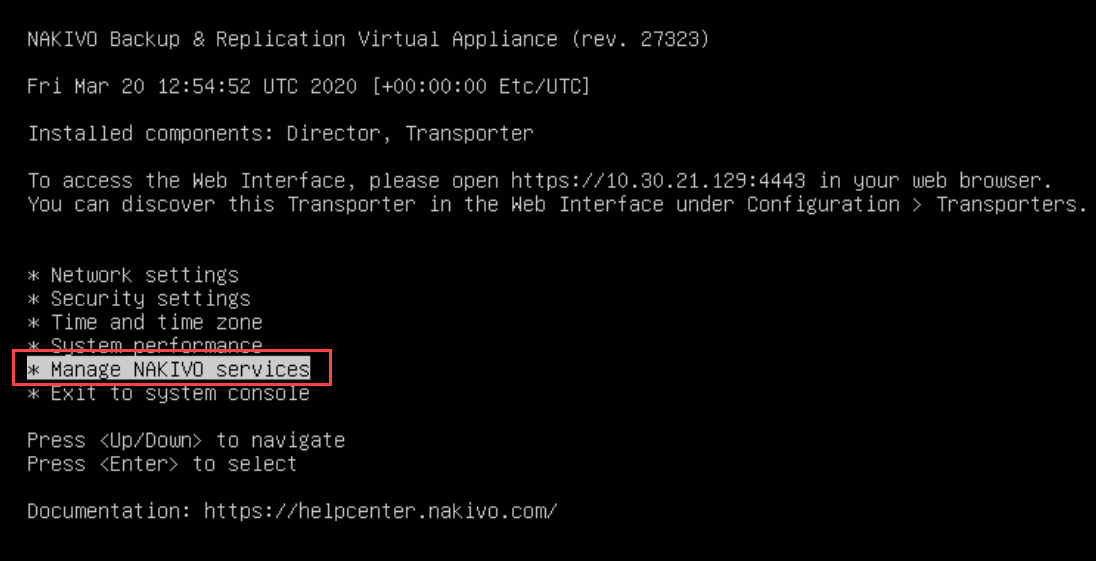 NAKIVO Backup & Replication Virtual Appliance (rev. 27323)
Fri Mar 20 12:54:52 UTC 2020 [+00:00:00 Etc/UTC]
Installed components: Director, Transporter
To access the Web Interface, please open https://10.30.21.129:4443 in your web browser.
You can discover this Transporter in the Web Interface under Configuration > Transporters.
* Network settings
* Security settings
* Time and time zone
* System performance
* Manage NAKIVO services
* Exit to system console
Press <Up/Down> to navigate
Press <Enter> to select
Documentation: https://helpcenter.nakivo.com/